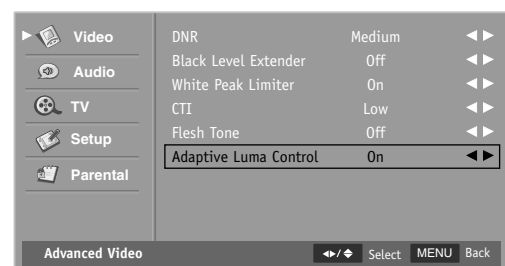 Video
Audio
TV
Setup
Parental
DNR Medium
Black Level Extender Off
White Peak Limiter On
CTI Low
Flesh Tone Off
Adaptive Luma Control On
Advanced Video Select MENU Back